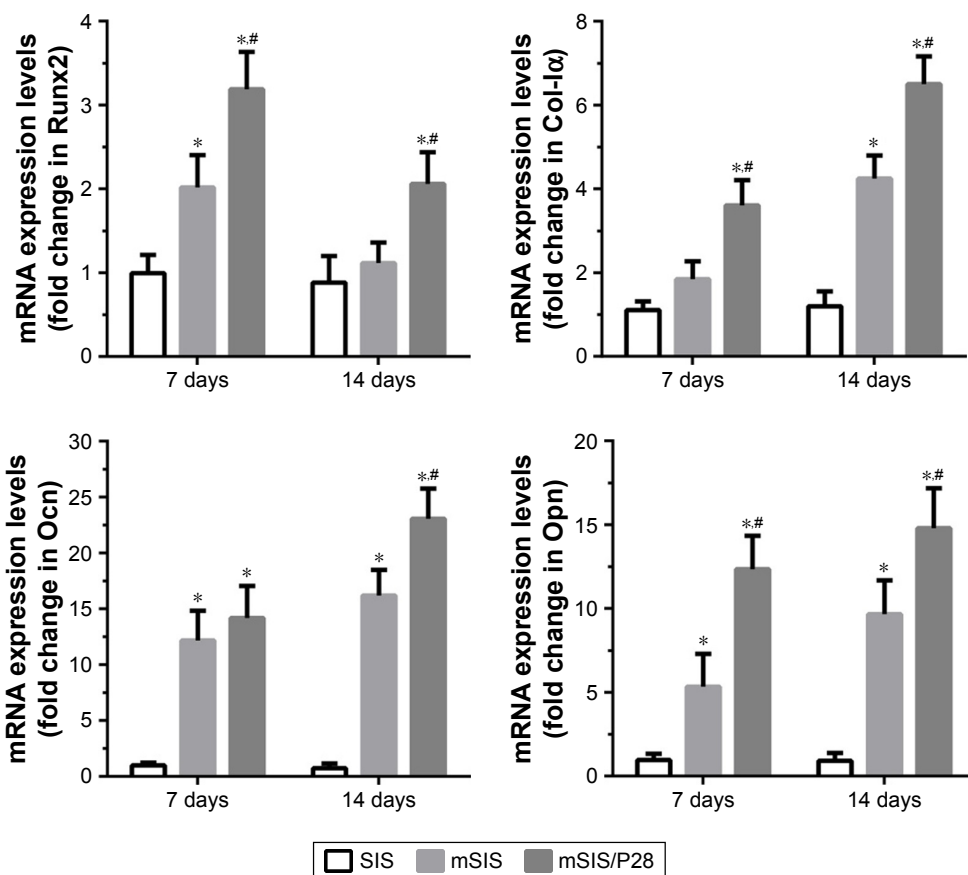 mRNA expression levels
(fold change in Runx2)
4
3
2
1
0
*
*,#
*,#
7 days
14 days
mRNA expression levels
(fold change in Col-Iα)
8
6
4
2
0
*,#
*
*,#
7 days
14 days
mRNA expression levels
(fold change in Ocn)
30
25
20
15
10
5
0
*
*
*
*,#
7 days
14 days
mRNA expression levels
(fold change in Opn)
20
15
10
5
0
*
*,#
*
*,#
7 days
14 days
SIS mSIS mSIS/P28